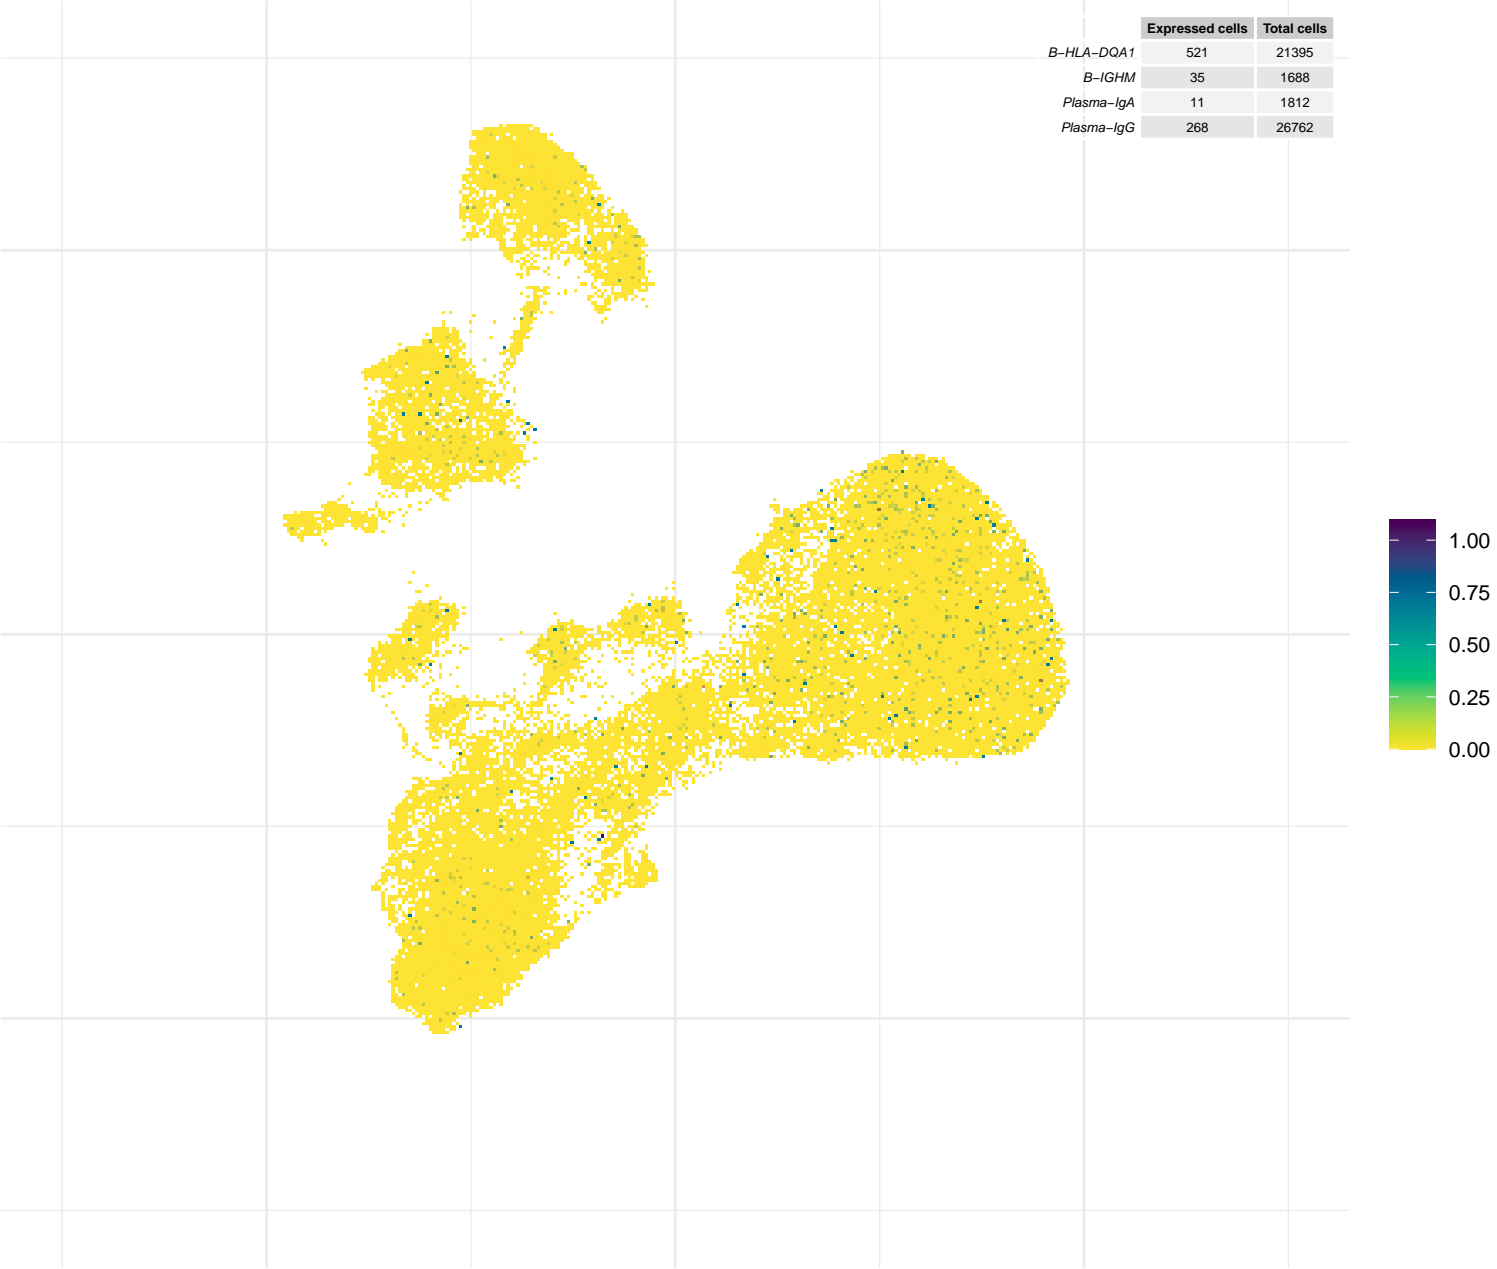 Expressed cells Total cells
B−HLA−DQA1 521 21395
B−IGHM 35 1688
Plasma−IgA 11 1812
Plasma−IgG 268 26762
1.00
0.75
0.50
0.25
0.00